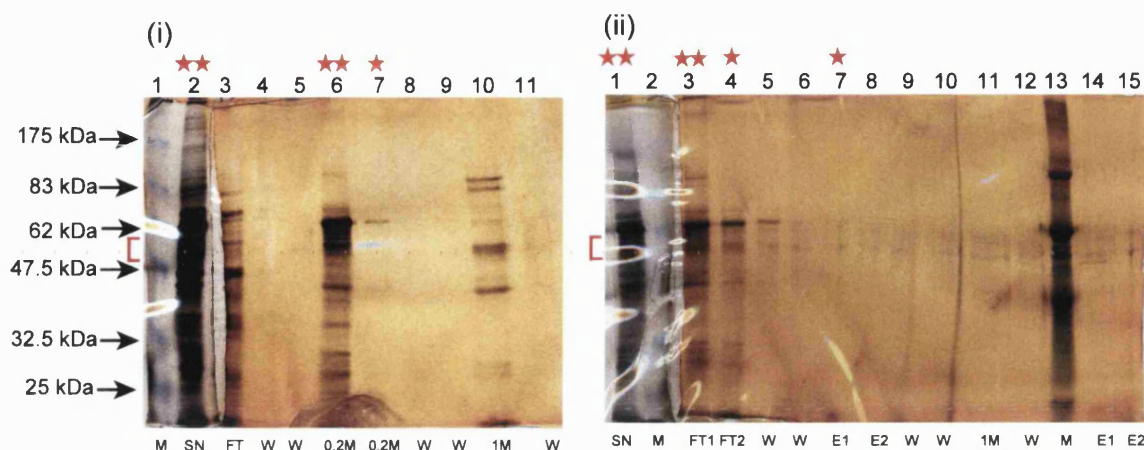 (i)
★★ ★★ ★
1 2 3 4 5 6 7 8 9 10 11
175 kDa
83 kDa
62 kDa
47.5 kDa
32.5 kDa
25 kDa
M SN FT W W 0.2M 0.2M W W 1M W
(ii)
★★ ★★ ★ ★
1 2 3 4 5 6 7 8 9 10 11 12 13 14 15
SN M FT1 FT2 W W E1 E2 W W 1M W M E1 E2